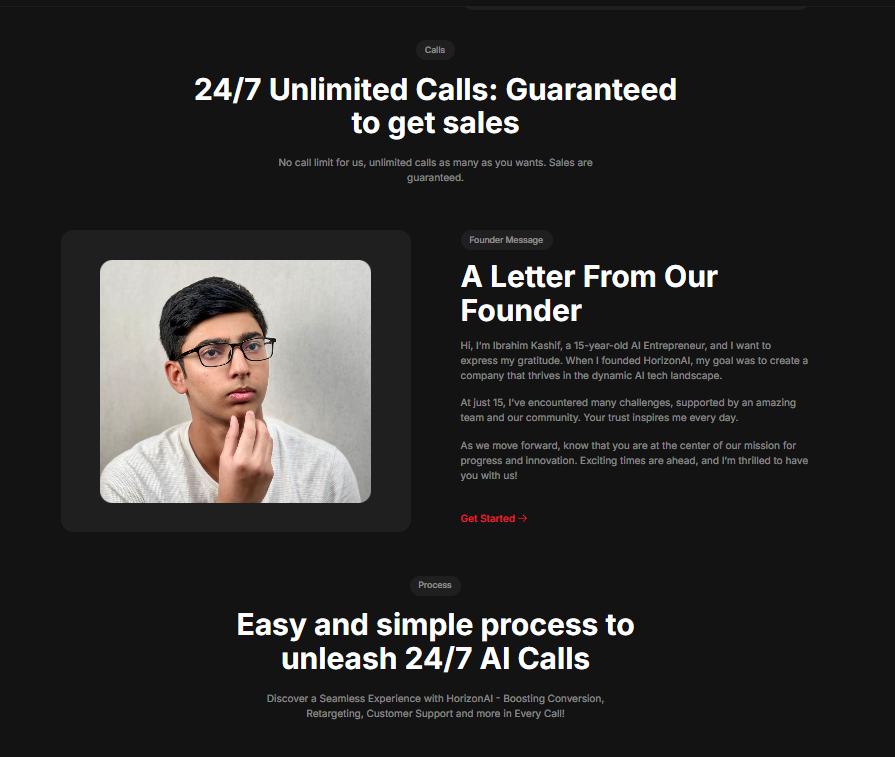 Calls
24/7 Unlimited Calls: Guaranteed
to get sales
No call limit for us, unlimited calls as many as you wants. Sales are
guaranteed.
Founder Message
A Letter From Our
Founder
Hi, I'm Ibrahim Kashif, a 15-year-old AI Entrepreneur, and I want to
express my gratitude. When I founded HorizonAI, my goal was to create a
company that thrives in the dynamic AI tech landscape.
At just 15, I've encountered many challenges, supported by an amazing
team and our community. Your trust inspires me every day.
As we move forward, know that you are at the center of our mission for
progress and innovation. Exciting times are ahead, and I'm thrilled to have
you with us!
Get Started →
Process
Easy and simple process to
unleash 24/7 AI Calls
Discover a Seamless Experience with HorizonAI - Boosting Conversion,
Retargeting, Customer Support and more in Every Call!